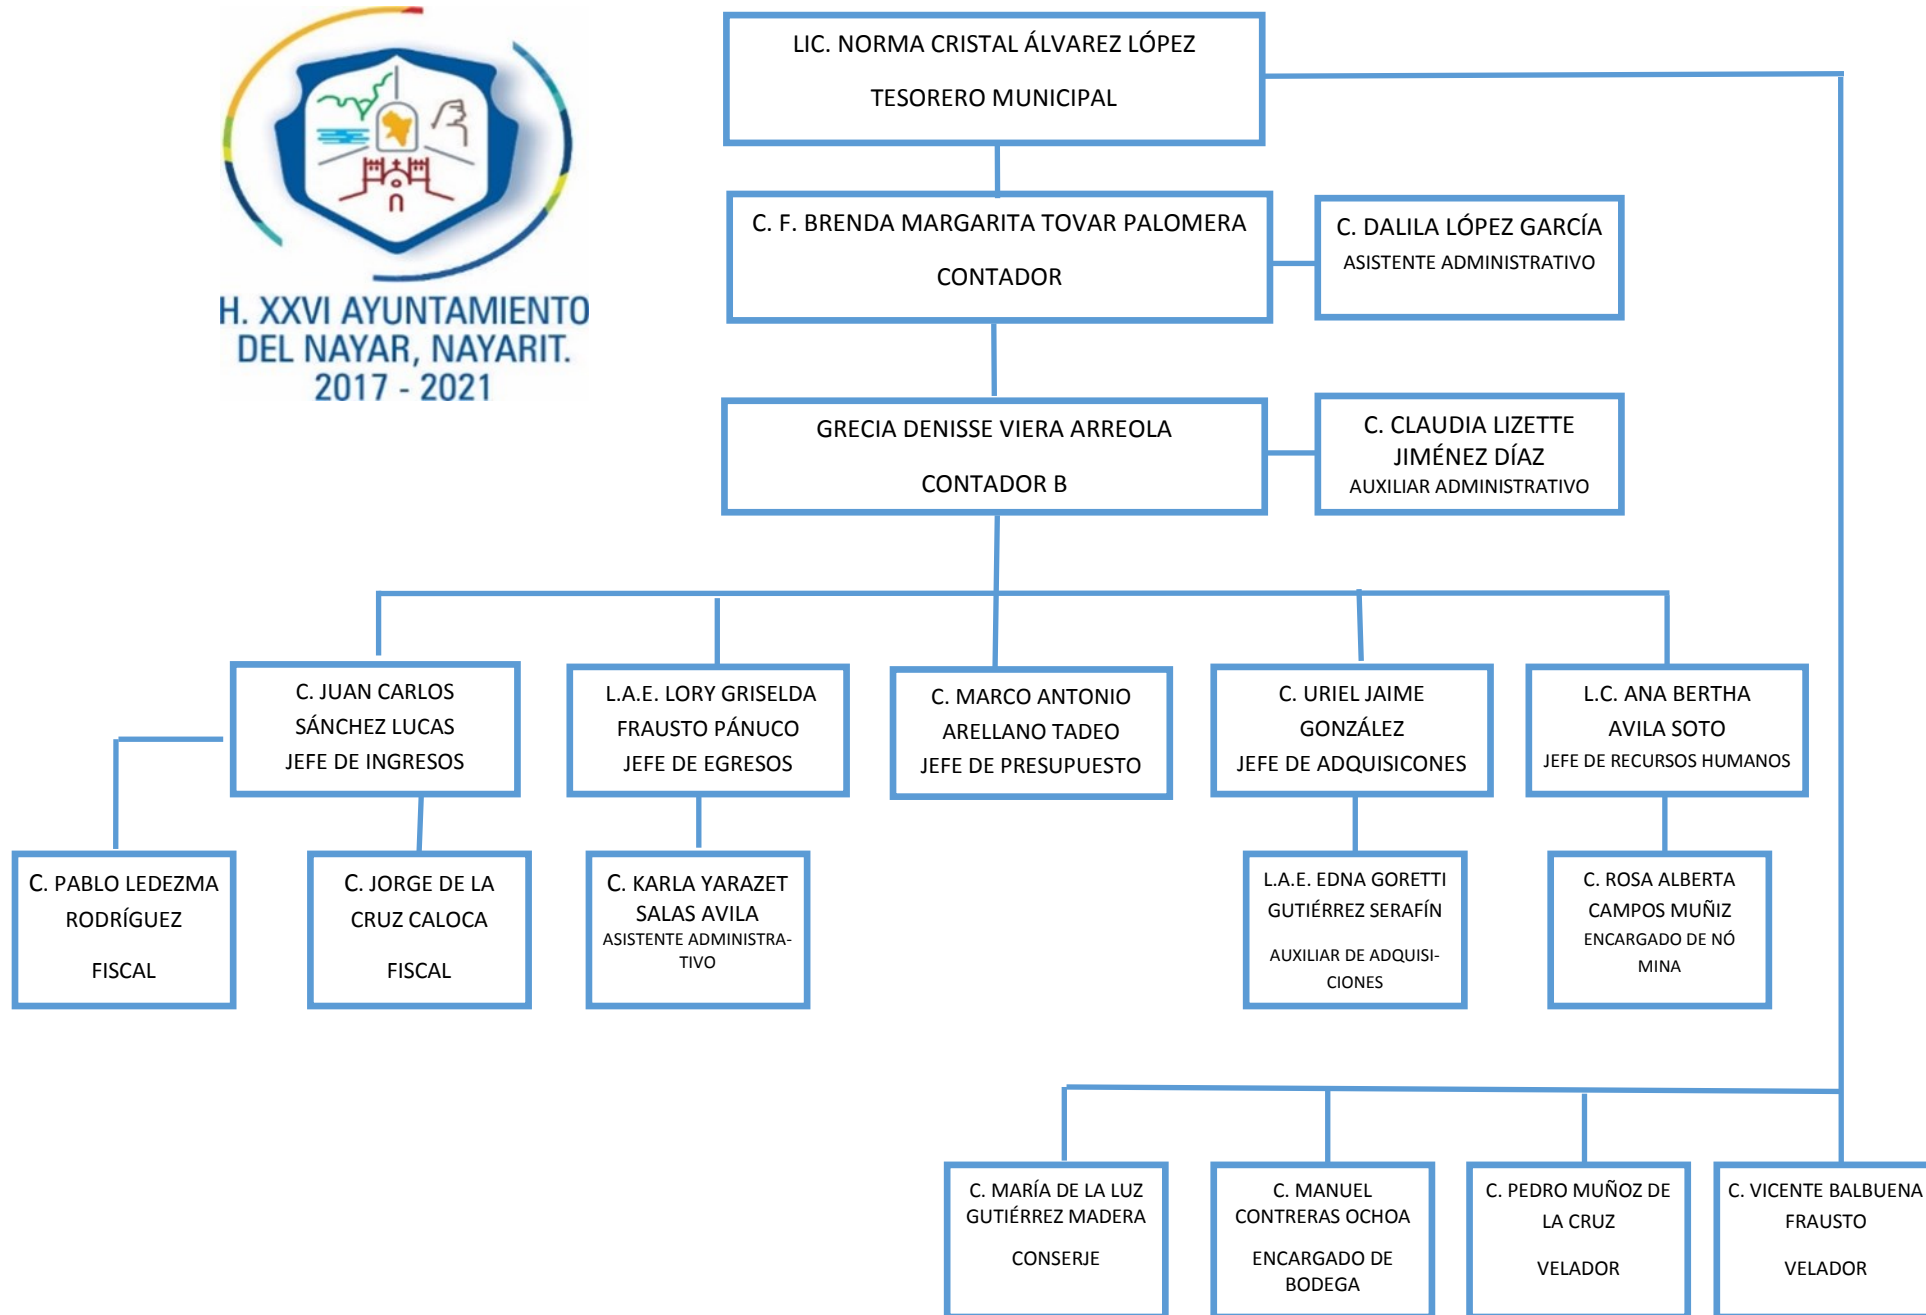 H. XXVI AYUNTAMIENTO
DEL NAYAR, NAYARIT.
2017 - 2021
LIC. NORMA CRISTAL ÁLVAREZ LÓPEZ
TESORERO MUNICIPAL
C. F. BRENDA MARGARITA TOVAR PALOMERA
CONTADOR
C. DALILA LÓPEZ GARCÍA
ASISTENTE ADMINISTRATIVO
GRECIA DENISSE VIERA ARREOLA
CONTADOR B
C. CLAUDIA LIZETTE
JIMÉNEZ DÍAZ
AUXILIAR ADMINISTRATIVO
C. JUAN CARLOS
SÁNCHEZ LUCAS
JEFE DE INGRESOS
L.A.E. LORY GRISELDA
FRAUSTO PÁNUCO
JEFE DE EGRESOS
C. MARCO ANTONIO
ARELLANO TADEO
JEFE DE PRESUPUESTO
C. URIEL JAIME
GONZÁLEZ
JEFE DE ADQUISICONES
L.C. ANA BERTHA
AVILA SOTO
JEFE DE RECURSOS HUMANOS
C. PABLO LEDEZMA
RODRÍGUEZ
FISCAL
C. JORGE DE LA
CRUZ CALOCA
FISCAL
C. KARLA YARAZET
SALAS AVILA
ASISTENTE ADMINISTRA-
TIVO
L.A.E. EDNA GORETTI
GUTIÉRREZ SERAFÍN
AUXILIAR DE ADQUISI-
CIONES
C. ROSA ALBERTA
CAMPOS MUÑIZ
ENCARGADO DE NÓ
MINA
C. MARÍA DE LA LUZ
GUTIÉRREZ MADERA
CONSERJE
C. MANUEL
CONTRERAS OCHOA
ENCARGADO DE
BODEGA
C. PEDRO MUÑOZ DE
LA CRUZ
VELADOR
C. VICENTE BALBUENA
FRAUSTO
VELADOR